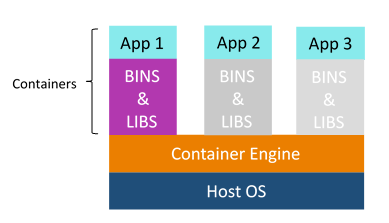 App 1
App 2
App 3
Containers
BINS
&
LIBS
BINS
&
LIBS
BINS
&
LIBS
Container Engine
Host OS